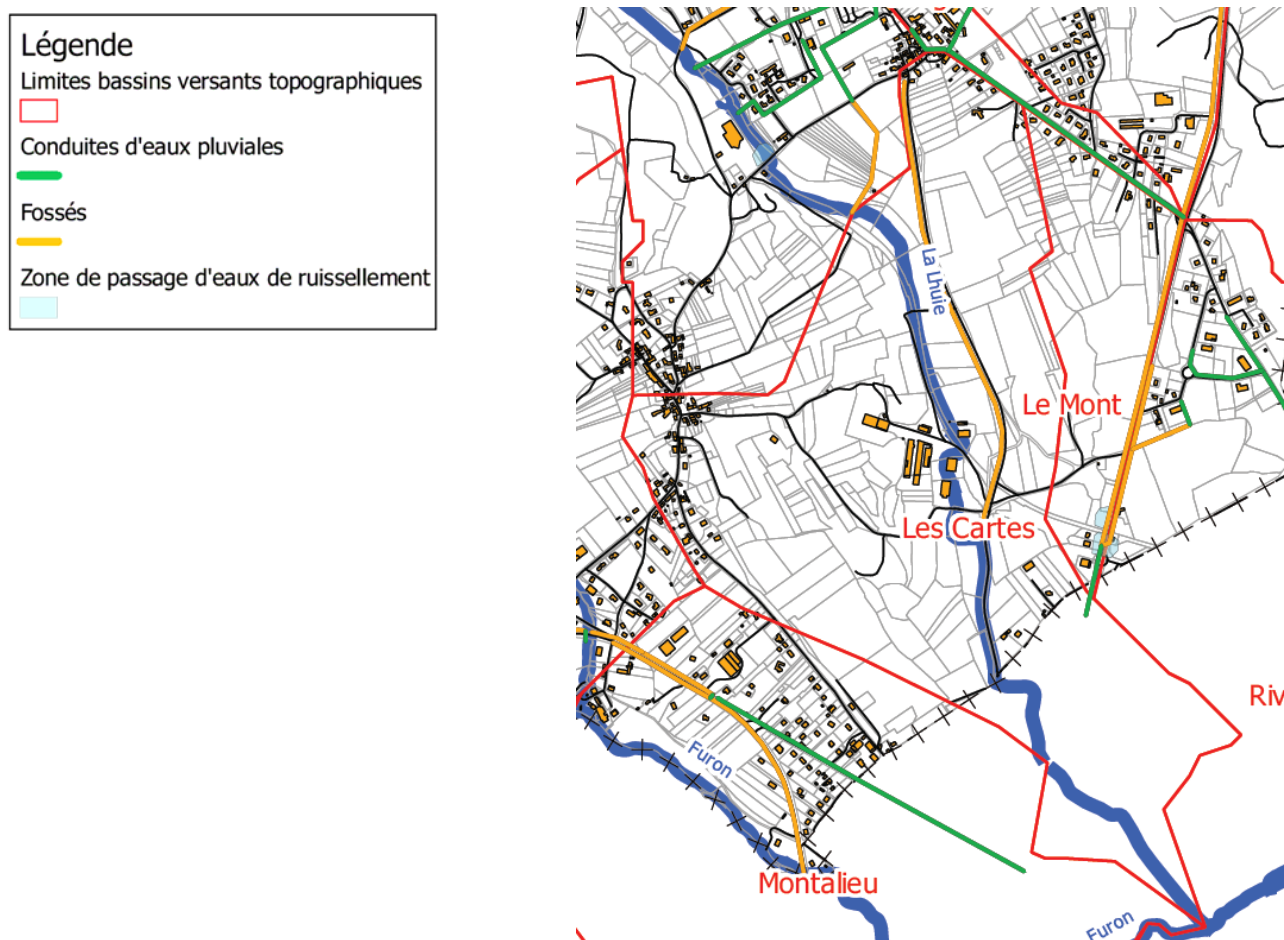 Légende
Limites bassins versants topographiques
Conduites d'eaux pluviales
Fossés
Zone de passage d'eaux de ruissellement
La Lhuie
Le Mont
Les Cartes
Riv
Furon
Montalieu
Furon